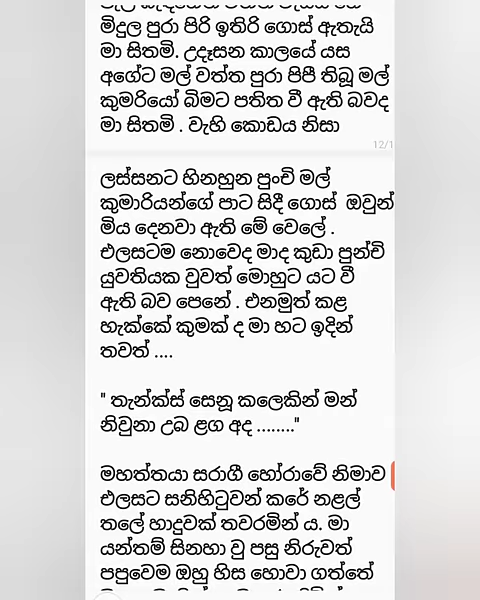 මිදුල පුරා පිරි ඉතිරි ගොස් ඇතැයි
මා සිතමි. උදෑසන කාලයේ යස
අගේට මල් වත්ත පුරා පිපී තිබූ මල්
කුමරියෝ බිමට පතිත වී ඇති බවද
මා සිතමි . වැහි කොඩය නිසා
12/1
ලස්සනට හිනහුන පුංචි මල්
කුමාරියන්ගේ පාට සිදී ගොස් ඔවුන්
මිය දෙනවා ඇති මේ වෙලේ .
එලසටම නොවෙද මාද කුඩා පුන්චි
යුවතියක වුවත් මොහුට යට වී
ඇති බව පෙනේ . එනමුත් කළ
හැක්කේ කුමක් ද මා හට ඉදින්
තවත් ....
" තැන්ක්ස් සෙනූ කලෙකින් මන්
නිවුනා උබ ළග අද ........"
මහත්තයා සරාගී හෝරාවේ නිමාව
එලසට සනිහිටුවන් කරේ නළල්
තලේ හාදුවක් තවරමින් ය. මා
යන්තම් සිනහා වු පසු නිරුවත්
පපුවෙම ඔහු හිස හොවා ගත්තේ